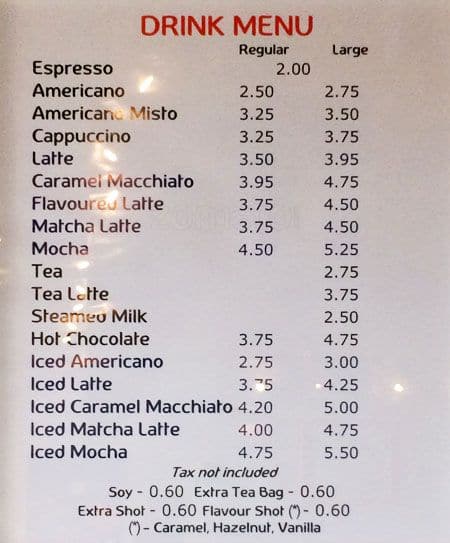 DRINK MENU
Regular Large
Espresso 2.00
Americano 2.50 2.75
Americano Misto 3.25 3.50
Cappuccino 3.25 3.75
Latte 3.50 3.95
Caramel Macchiato 3.95 4.75
Flavoured Latte 3.75 4.50
Matcha Latte 3.75 4.50
Mocha 4.50 5.25
Tea 2.75
Tea Latte 3.75
Steamed Milk 2.50
Hot Chocolate 3.75 4.75
Iced Americano 2.75 3.00
Iced Latte 3.75 4.25
Iced Caramel Macchiato 4.20 5.00
Iced Matcha Latte 4.00 4.75
Iced Mocha 4.75 5.50
Tax not included
Soy - 0.60 Extra Tea Bag - 0.60
Extra Shot - 0.60 Flavour Shot (*) - 0.60
(*) - Caramel, Hazelnut, Vanilla